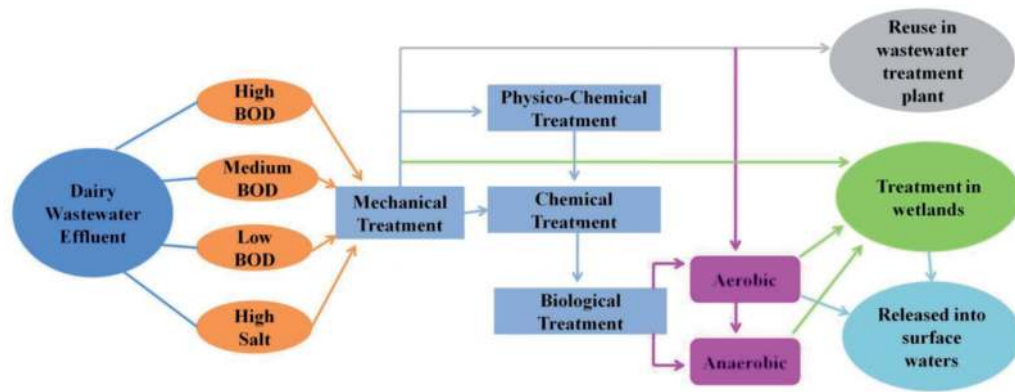 Dairy
Wastewater
Effluent
High
BOD
Medium
BOD
Low
BOD
High
Salt
Mechanical
Treatment
Physico-Chemical
Treatment
Chemical
Treatment
Biological
Treatment
Aerobic
Anaerobic
Reuse in
wastewater
treatment
plant
Treatment in
wetlands
Released into
surface
waters